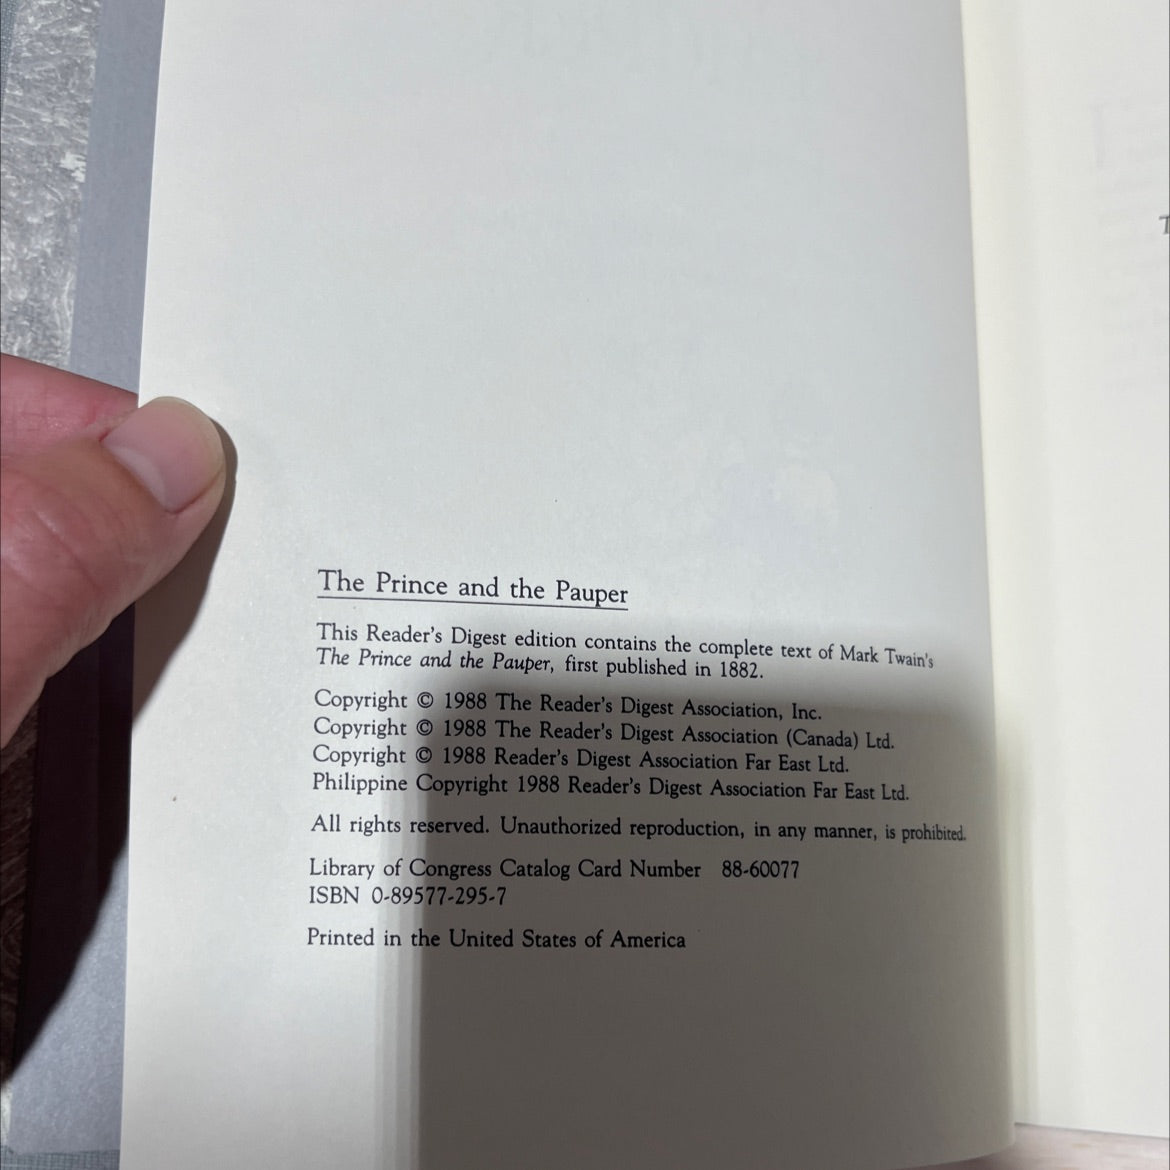 The Prince and the Pauper
This Reader's Digest edition contains the complete text of Mark Twain's
The Prince and the Pauper, first published in 1882.
Copyright © 1988 The Reader's Digest Association, Inc.
Copyright © 1988 The Reader's Digest Association (Canada) Ltd.
Copyright © 1988 Reader's Digest Association Far East Ltd.
Philippine Copyright 1988 Reader's Digest Association Far East Ltd.
All rights reserved. Unauthorized reproduction, in any manner, is prohibited.
Library of Congress Catalog Card Number 88-60077
ISBN 0-89577-295-7
Printed in the United States of America